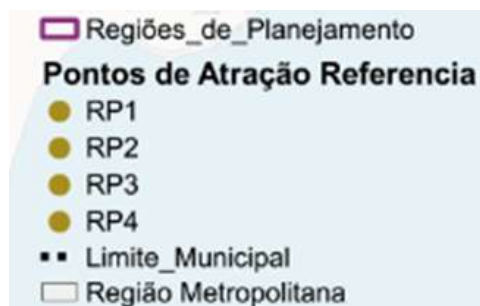 Regiões_de_Planejamento
Pontos de Atração Referencia
RP1
RP2
RP3
RP4
Limite_Municipal
Região Metropolitana